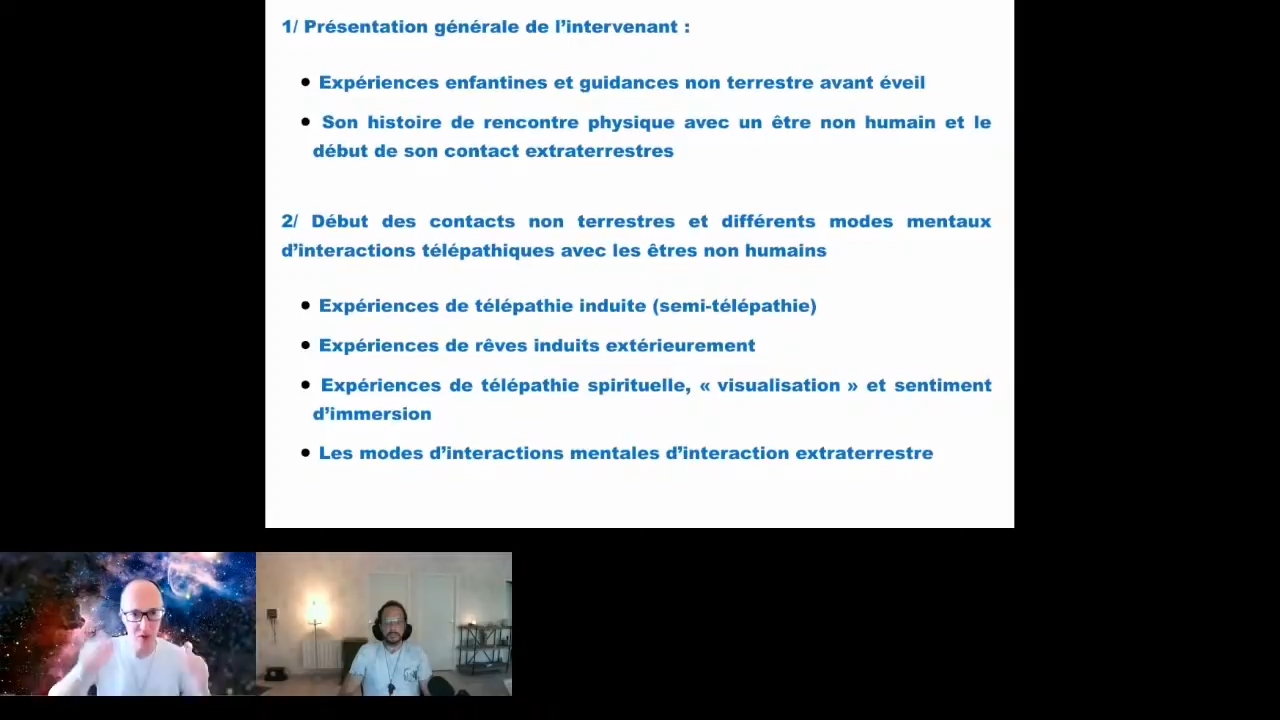 1/ Présentation générale de l'intervenant :
• Expériences enfantines et guidances non terrestre avant éveil
• Son histoire de rencontre physique avec un être non humain et le
début de son contact extraterrestres
2/ Début des contacts non terrestres et différents modes mentaux
d'interactions télépathiques avec les êtres non humains
• Expériences de télépathie induite (semi-télépathie)
• Expériences de rêves induits extérieurement
• Expériences de télépathie spirituelle, « visualisation » et sentiment
d'immersion
• Les modes d'interactions mentales d'interaction extraterrestre